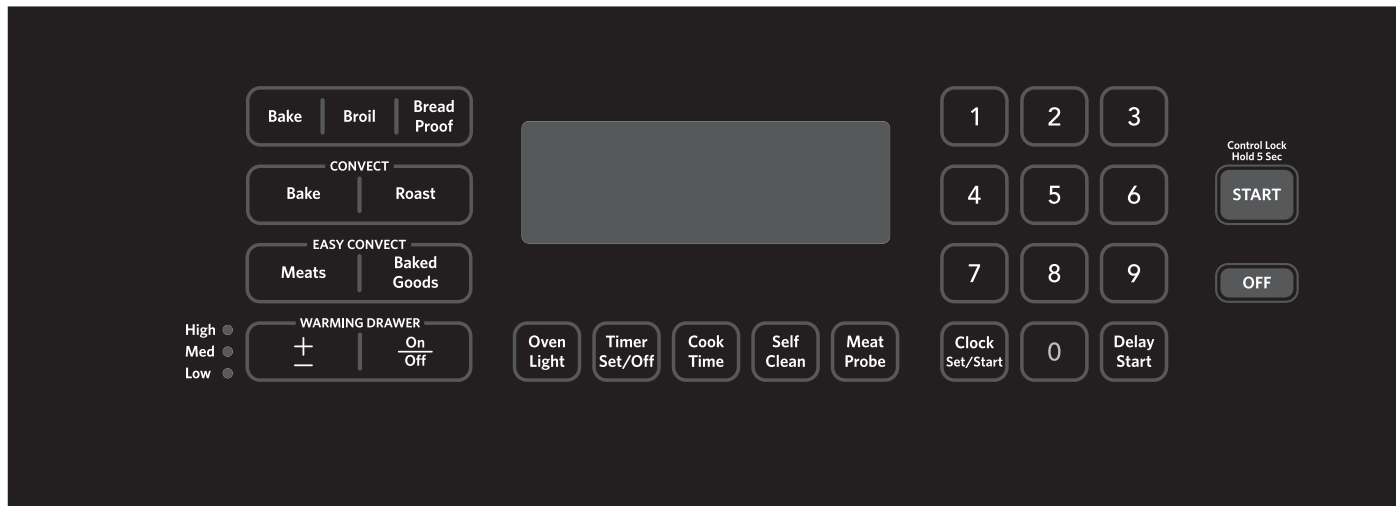 Bake Broil Bread Proof
CONVECT
Bake Roast
EASY CONVECT
Meats Baked Goods
WARMING DRAWER
High
Med
Low
+
−
On
Off
Oven
Light
Timer
Set/Off
Cook
Time
Self
Clean
Meat
Probe
1 2 3
4 5 6
7 8 9
Clock
Set/Start
0
Delay
Start
Control Lock
Hold 5 Sec
START
OFF